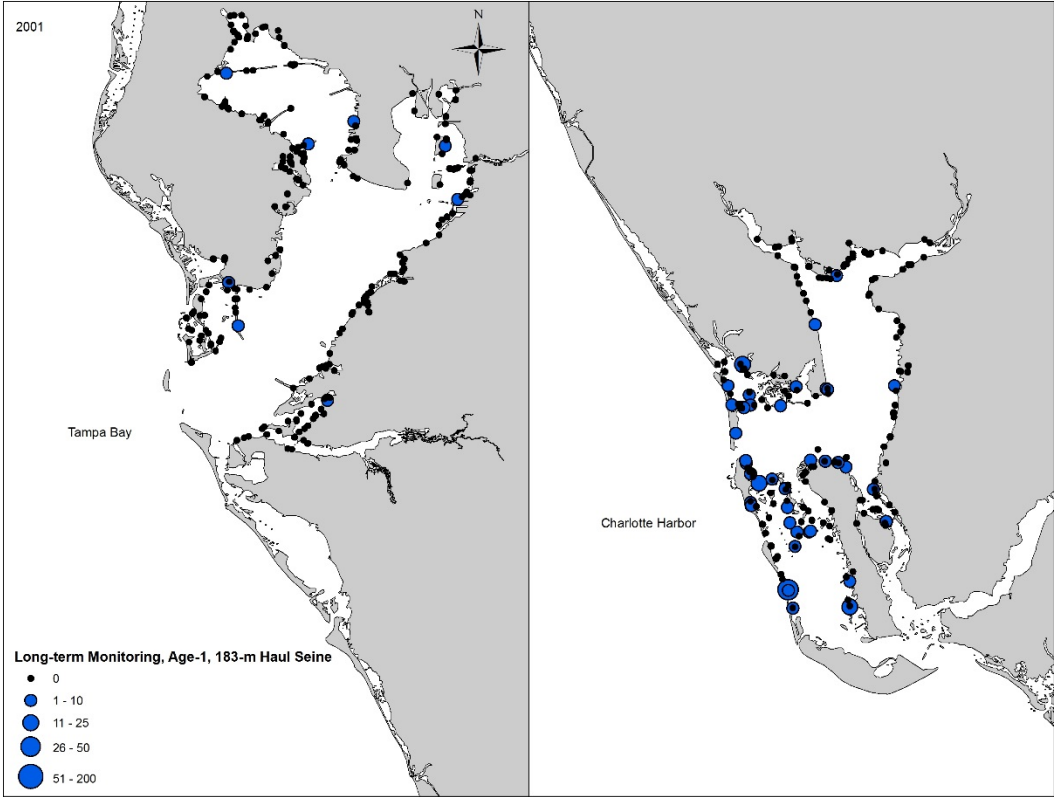 2001
N
Tampa Bay
Charlotte Harbor
Long-term Monitoring, Age-1, 183-m Haul Seine
0
1 - 10
11 - 25
26 - 50
51 - 200